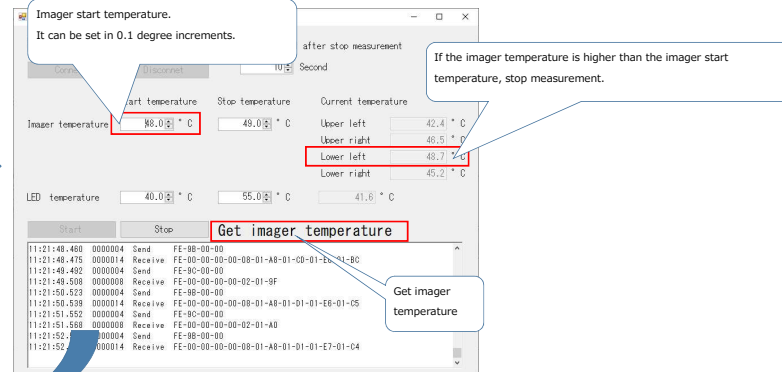 Imager start temperature.
It can be set in 0.1 degree increments.
after stop measurement
If the imager temperature is higher than the imager start
temperature, stop measurement.
Disconnet
10 Second
temperature Stop temperature Current temperature
Imager temperature 48.0 ° C 49.0 ° C Upper left 42.4 ° C
Upper right 46.5 ° C
Lower left 48.7 ° C
Lower right 45.2 ° C
LED temperature 40.0 ° C 55.0 ° C 41.6 ° C
Start Stop Get imager temperature
11:21:48.460 0000004 Send FE-9B-00-00
11:21:48.475 0000014 Receive FE-00-00-00-00-08-01-A8-01-CD-01-E6-01-BC
11:21:49.492 0000004 Send FE-9C-00-00
11:21:49.508 0000008 Receive FE-00-00-00-00-02-01-9F
11:21:50.523 0000004 Send FE-9B-00-00
11:21:50.539 0000014 Receive FE-00-00-00-00-08-01-A8-01-D1-01-E6-01-C5
11:21:51.552 0000004 Send FE-9C-00-00
11:21:51.568 0000008 Receive FE-00-00-00-00-02-01-A0
11:21:52. 000004 Send FE-9B-00-00
11:21:52. 000014 Receive FE-00-00-00-00-08-01-A8-01-D1-01-E7-01-C4
Get imager
temperature